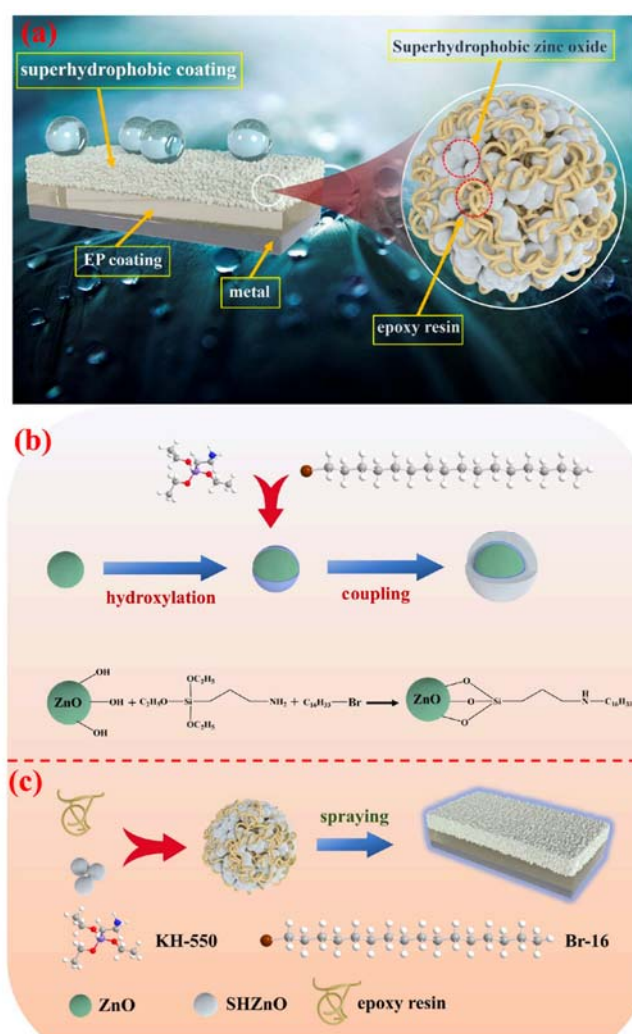 (a)
Superhydrophobic zinc oxide
superhydrophobic coating
EP coating
metal
epoxy resin
(b)
hydroxylation
coupling
OH
OC₂H₅
ZnO
OH + C₂H₅O
Si
NH₂ + C₁₆H₃₃
Br
OH
OC₂H₅
O
ZnO
O
Si
H
N
C₁₆H₃₃
O
(c)
spraying
KH-550
Br-16
ZnO
SHZnO
epoxy resin